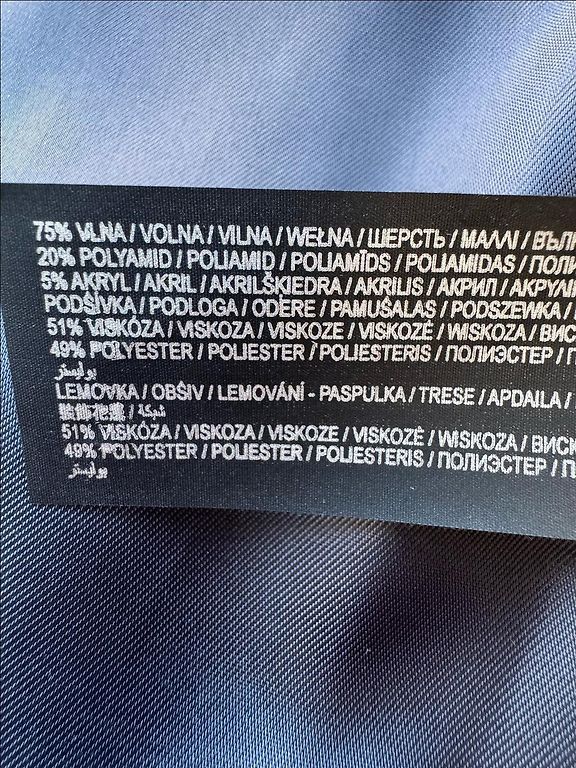 75% VLNA / VOLNA / VILNA / WEŁNA / ШЕРСТЬ / ΜΑΛΛΙ / ВЪЛ
20% POLYAMID / POLIAMID / POLIAMĪDS / POLIAMIDAS / ПОЛИ
5% AKRYL / AKRIL / AKRILŠĶIEDRA / AKRILIS / АКРИЛ / ΑΚΡΥΛΙ
PODŠÍVKA / PODLOGA / ODERE / PAMUŠALAS / PODSZEWKA /
51% VISKÓZA / VISKOZA / VISKOZE / VISKOZĖ / WISKOZA / ВИС
49% POLYESTER / POLIESTER / POLIESTERIS / ПОЛИЭСТЕР / П
بوليستر
LEMOVKA / OBŠIV / LEMOVÁNÍ - PASPULKA / TRESE / APDAILA /
/ شبكة
51% VISKÓZA / VISKOZA / VISKOZE / VISKOZĖ / WISKOZA / ВИСК
49% POLYESTER / POLIESTER / POLIESTERIS / ПОЛИЭСТЕР / П
بوليستر